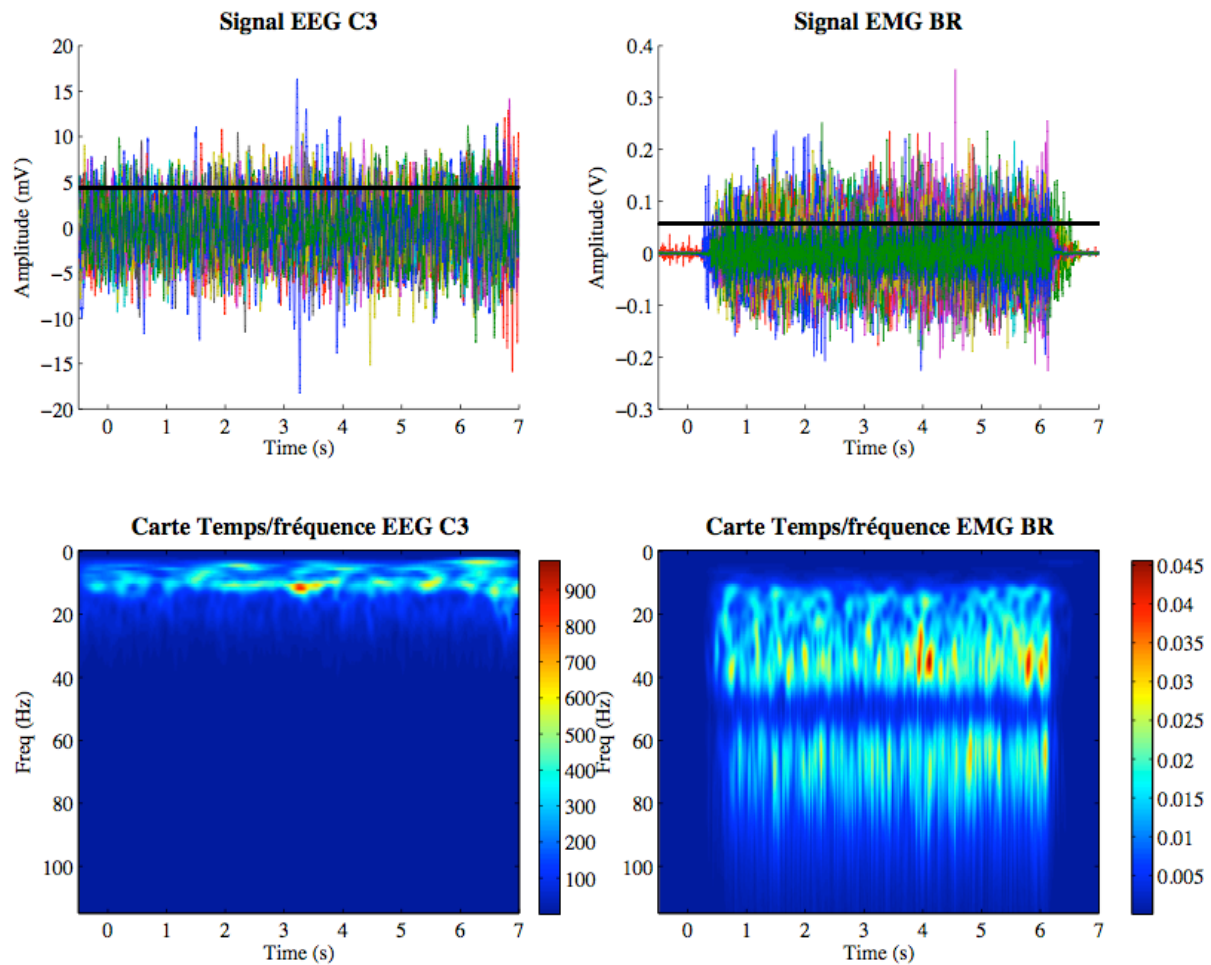 Signal EEG C3
20
15
10
5
0
−5
−10
−15
−20
Amplitude (mV)
0 1 2 3 4 5 6 7
Time (s)
Signal EMG BR
0.4
0.3
0.2
0.1
0
−0.1
−0.2
−0.3
Amplitude (V)
0 1 2 3 4 5 6 7
Time (s)
Carte Temps/fréquence EEG C3
0
20
40
60
80
100
Freq (Hz)
0 1 2 3 4 5 6 7
Time (s)
900
800
700
600
500
400
300
200
100
Carte Temps/fréquence EMG BR
0
20
40
60
80
100
Freq (Hz)
0 1 2 3 4 5 6 7
Time (s)
0.045
0.04
0.035
0.03
0.025
0.02
0.015
0.01
0.005